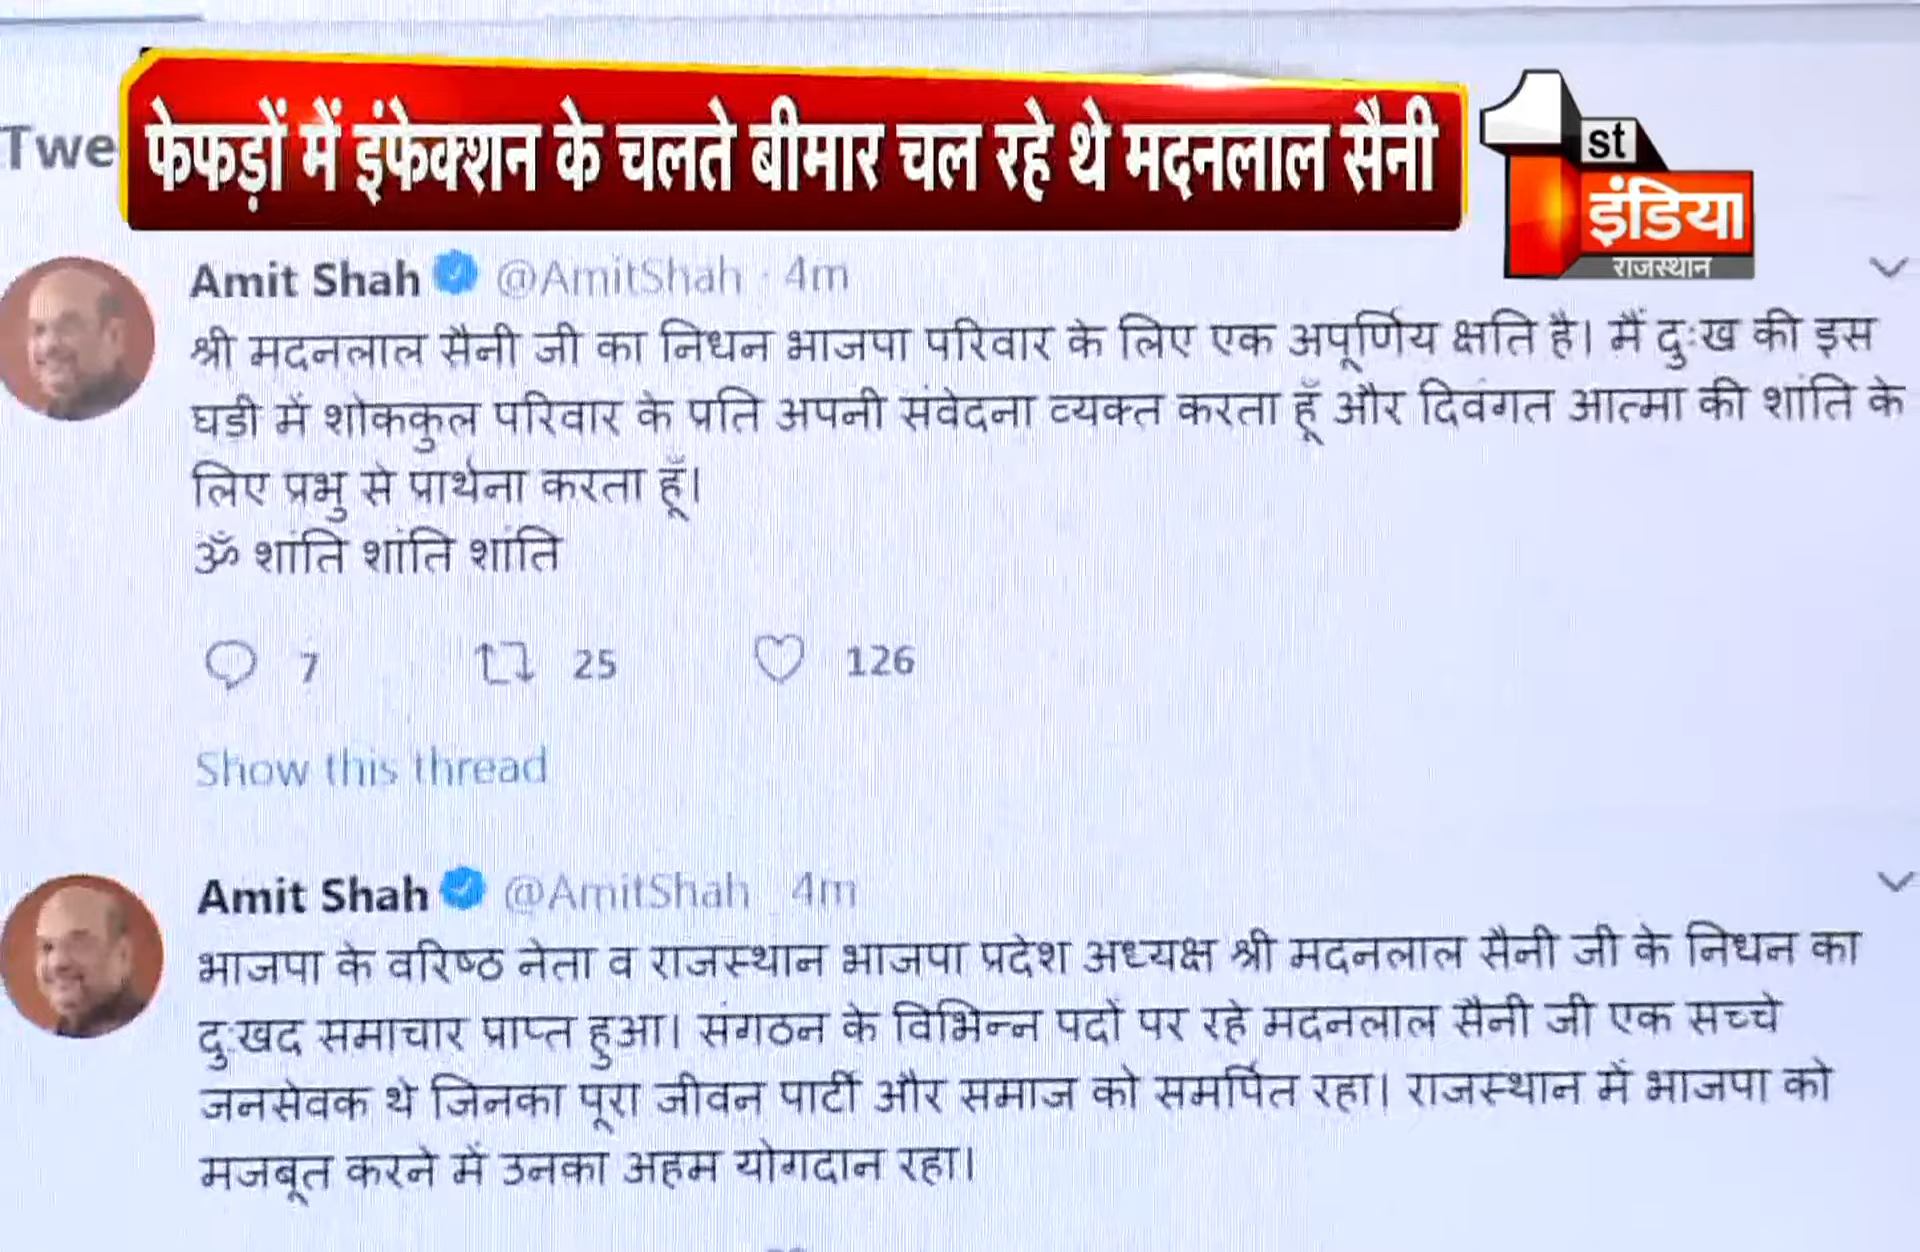 फेफड़ों में इंफेक्शन के चलते बीमार चल रहे थे मदनलाल सैनी
1st
इंडिया
राजस्थान
Twe
Amit Shah @AmitShah · 4m
श्री मदनलाल सैनी जी का निधन भाजपा परिवार के लिए एक अपूर्णिय क्षति है। मैं दुःख की इस
घडी में शोककुल परिवार के प्रति अपनी संवेदना व्यक्त करता हूँ और दिवंगत आत्मा की शांति के
लिए प्रभु से प्रार्थना करता हूँ।
ॐ शांति शांति शांति
7 25 126
Show this thread
Amit Shah @AmitShah 4m
भाजपा के वरिष्ठ नेता व राजस्थान भाजपा प्रदेश अध्यक्ष श्री मदनलाल सैनी जी के निधन का
दुःखद समाचार प्राप्त हुआ। संगठन के विभिन्न पदों पर रहे मदनलाल सैनी जी एक सच्चे
जनसेवक थे जिनका पूरा जीवन पार्टी और समाज को समर्पित रहा। राजस्थान में भाजपा को
मजबूत करने में उनका अहम योगदान रहा।